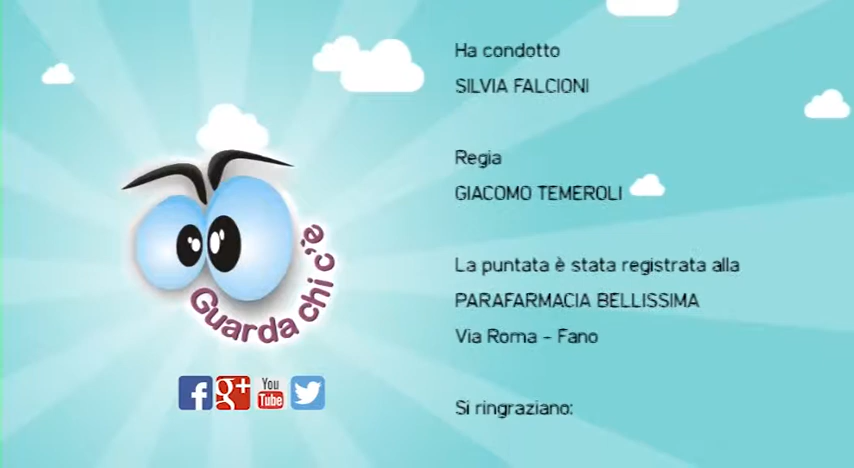 Ha condotto
SILVIA FALCIONI
Regia
GIACOMO TEMEROLI
La puntata è stata registrata alla
PARAFARMACIA BELLISSIMA
Via Roma - Fano
Si ringraziano:
Guarda chi c'è
f g+ You Tube